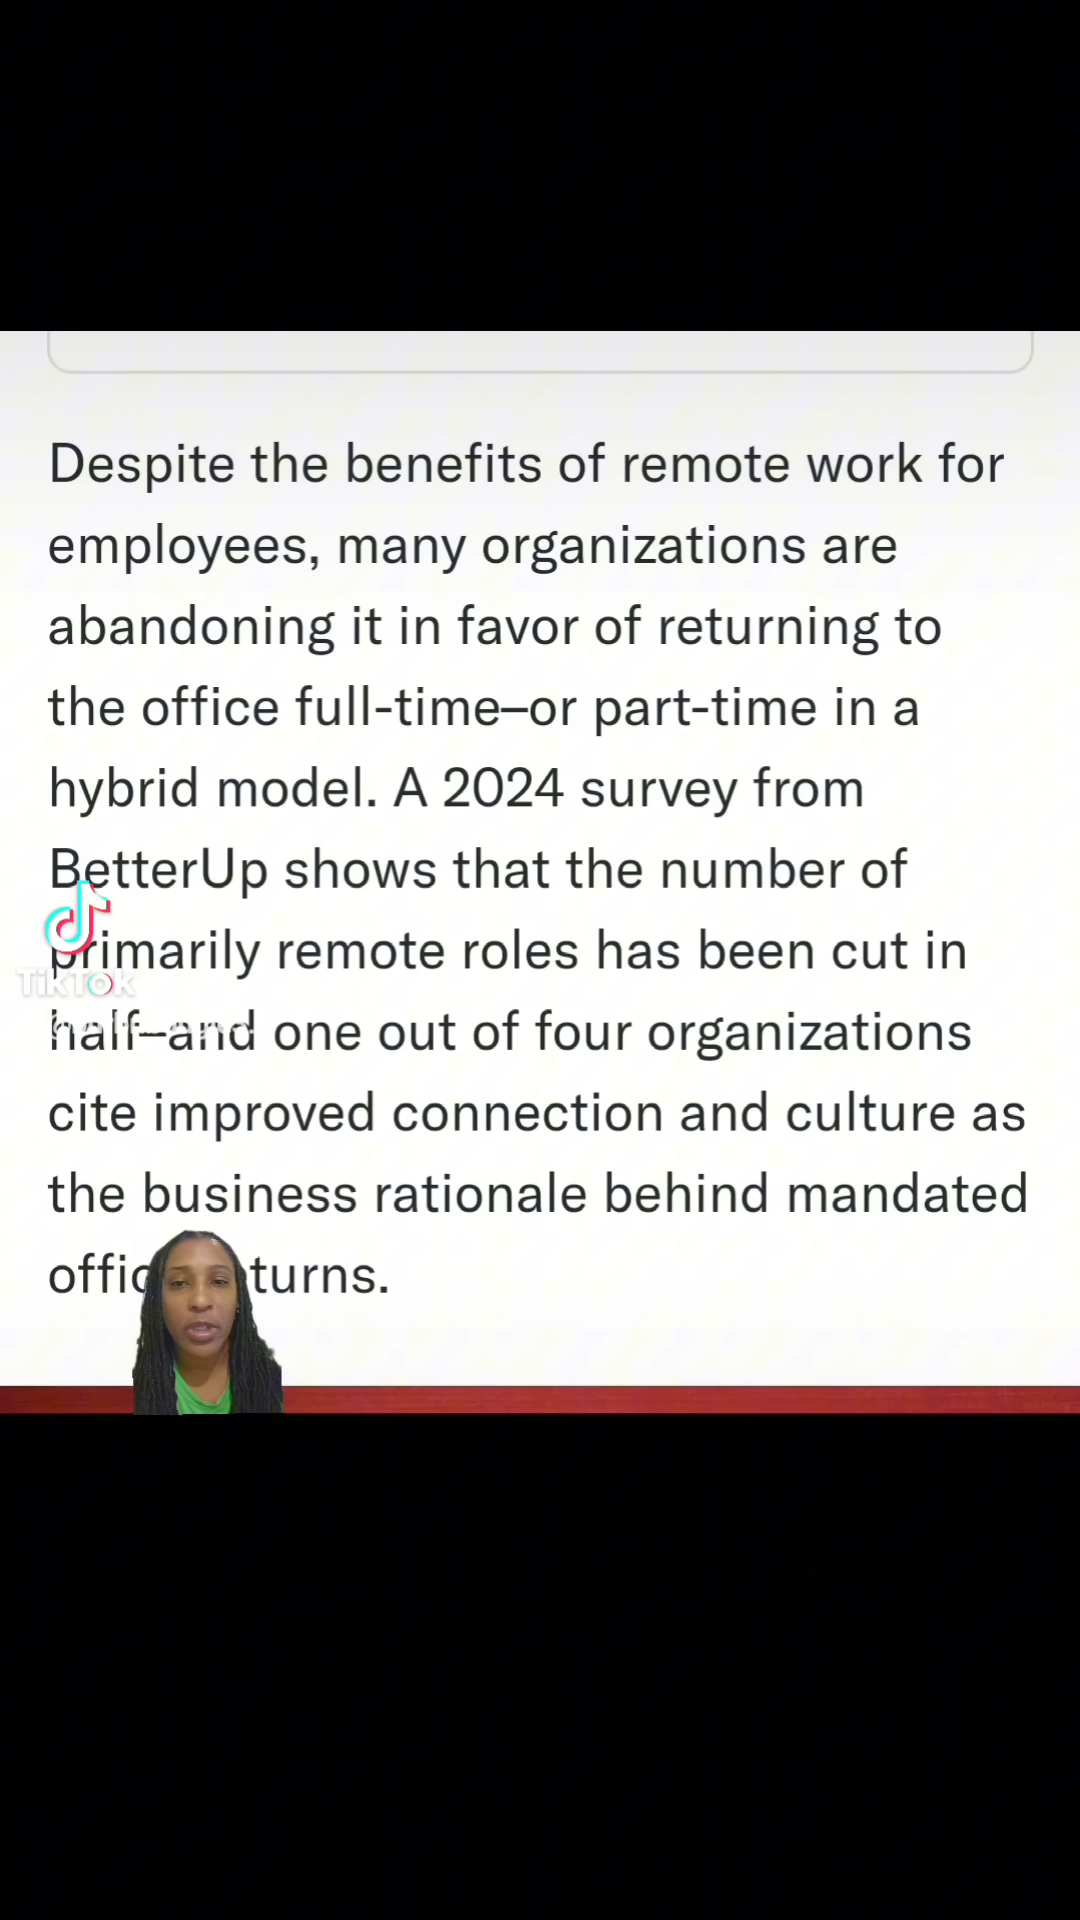 Despite the benefits of remote work for
employees, many organizations are
abandoning it in favor of returning to
the office full-time–or part-time in a
hybrid model. A 2024 survey from
BetterUp shows that the number of
primarily remote roles has been cut in
half–and one out of four organizations
cite improved connection and culture as
the business rationale behind mandated
TikTok